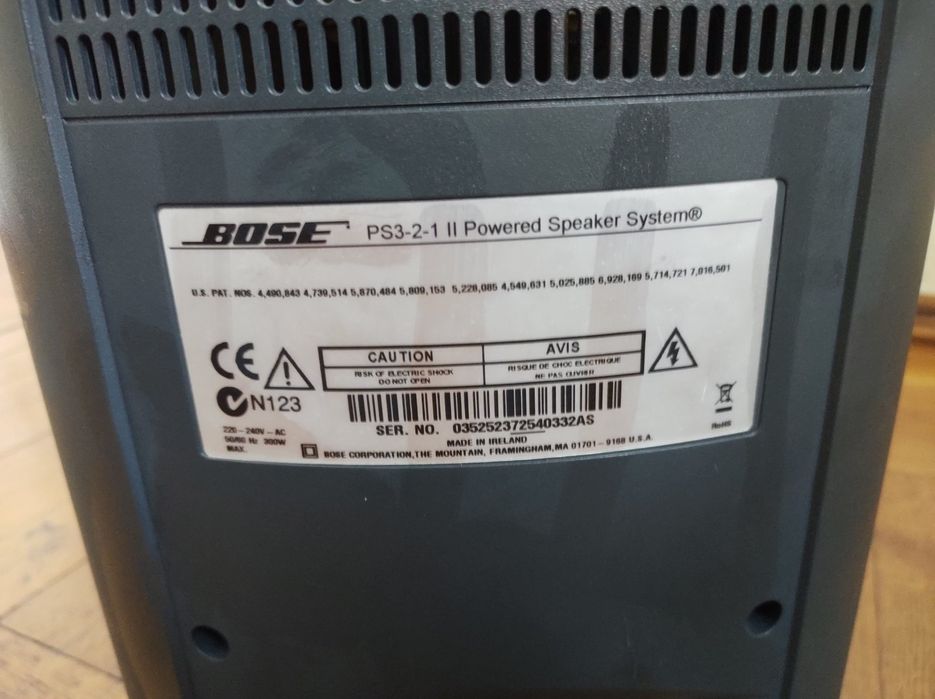 BOSE PS3-2-1 II Powered Speaker System®
U.S. PAT. NOS. 4,490,843 4,739,514 5,870,484 5,809,153 5,228,085 4,549,631 5,025,885 6,928,169 5,714,721 7,016,501
CE
CAUTION
RISK OF ELECTRIC SHOCK
DO NOT OPEN
AVIS
RISQUE DE CHOC ELECTRIQUE
NE PAS OUVRIR
N123
220-240V ~ AC
50/60 Hz 300W
MAX.
SER. NO. 035252372540332AS
MADE IN IRELAND
BOSE CORPORATION, THE MOUNTAIN, FRAMINGHAM, MA 01701-9168 U.S.A.
RoHS